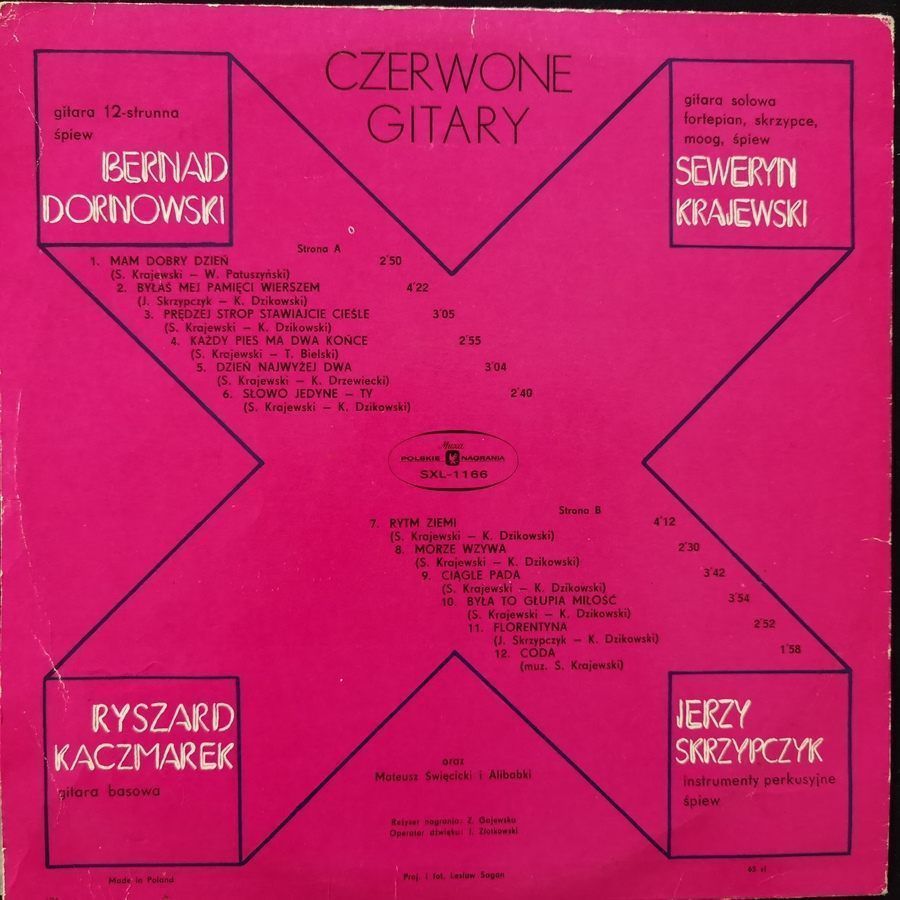 CZERWONE
GITARY
gitara 12-strunna
śpiew
BERNAD
DORNOWSKI
gitara solowa
fortepian, skrzypce,
moog, śpiew
SEWERYN
KRAJEWSKI
Strona A
1. MAM DOBRY DZIEŃ 2'50
(S. Krajewski — W. Patuszyński)
2. BYŁAŚ MEJ PAMIĘCI WIERSZEM 4'22
(J. Skrzypczyk — K. Dzikowski)
3. PRĘDZEJ STROP STAWIAJCIE CIEŚLE 3'05
(S. Krajewski — K. Dzikowski)
4. KAŻDY PIES MA DWA KOŃCE 2'55
(S. Krajewski — T. Bielski)
5. DZIEŃ NAJWYŻEJ DWA 3'04
(S. Krajewski — K. Drzewiecki)
6. SŁOWO JEDYNE — TY 2'40
(S. Krajewski — K. Dzikowski)
Muza
POLSKIE NAGRANIA
SXL-1166
Strona B
7. RYTM ZIEMI 4'12
(S. Krajewski — K. Dzikowski)
8. MORZE WZYWA 2'30
(S. Krajewski — K. Dzikowski)
9. CIĄGLE PADA 3'42
(S. Krajewski — K. Dzikowski)
10. BYŁA TO GŁUPIA MIŁOŚĆ 3'54
(S. Krajewski — K. Dzikowski)
11. FLORENTYNA 2'52
(J. Skrzypczyk — K. Dzikowski)
12. CODA 1'58
(muz. S. Krajewski)
RYSZARD
KACZMAREK
gitara basowa
JERZY
SKRZYPCZYK
instrumenty perkusyjne
śpiew
oraz
Mateusz Święcicki i Alibabki
Reżyser nagrania: Z. Gajewska
Operator dźwięku: J. Złotkowski
Made in Poland
Proj. i fot. Lesław Sagan
65 zł